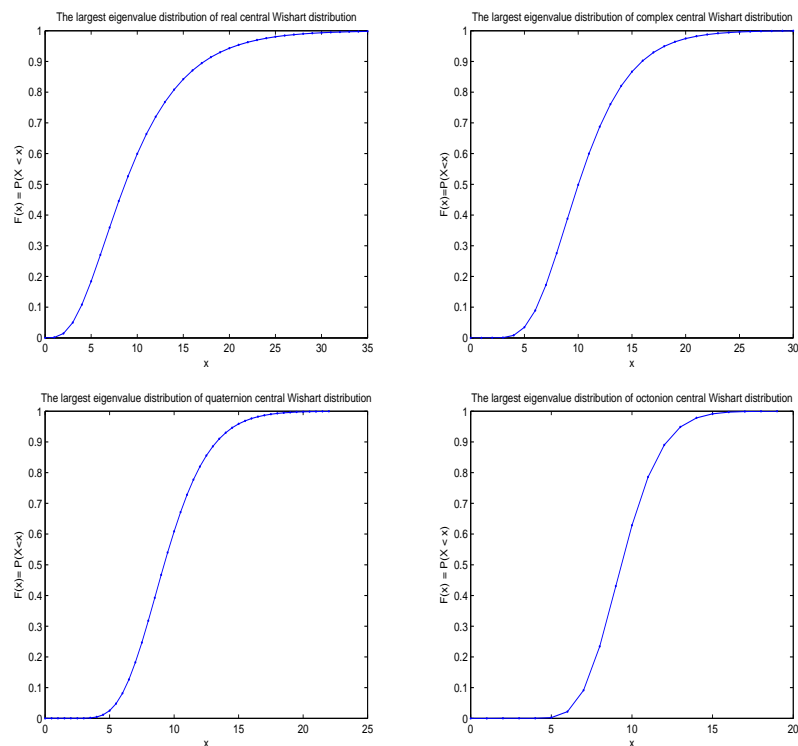 The largest eigenvalue distribution of real central Wishart distribution
F(x) = P(X < x)
1
0.9
0.8
0.7
0.6
0.5
0.4
0.3
0.2
0.1
0
0 5 10 15 20 25 30 35
x
The largest eigenvalue distribution of complex central Wishart distribution
F(x)=P(X<x)
1
0.9
0.8
0.7
0.6
0.5
0.4
0.3
0.2
0.1
0
0 5 10 15 20 25 30
x
The largest eigenvalue distribution of quaternion central Wishart distribution
F(x)= P(X<x)
1
0.9
0.8
0.7
0.6
0.5
0.4
0.3
0.2
0.1
0
0 5 10 15 20 25
x
The largest eigenvalue distribution of octonion central Wishart distribution
F(x) = P(X < x)
1
0.9
0.8
0.7
0.6
0.5
0.4
0.3
0.2
0.1
0
0 5 10 15 20
x